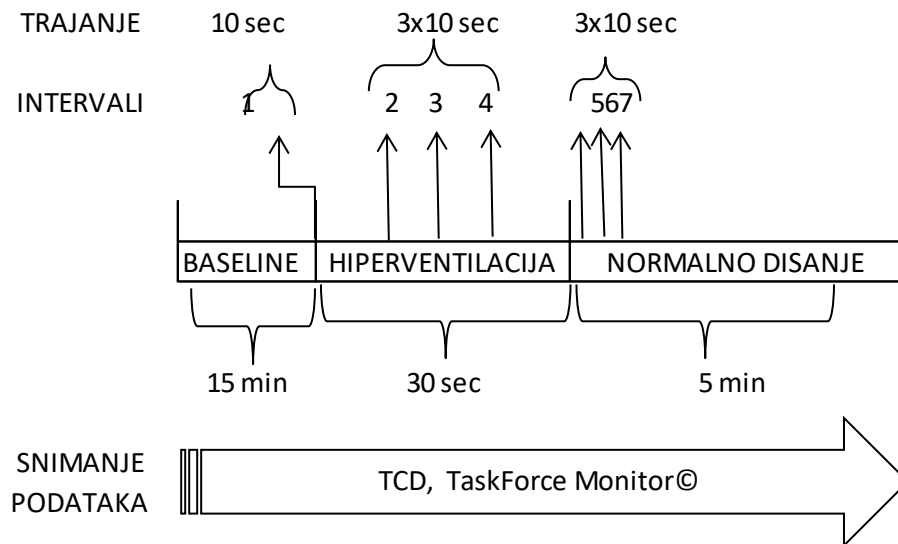 TRAJANJE 10 sec 3x10 sec 3x10 sec
INTERVALI 1 2 3 4 567
BASELINE HIPERVENTILACIJA NORMALNO DISANJE
15 min 30 sec 5 min
SNIMANJE
PODATAKA
TCD, TaskForce Monitor©